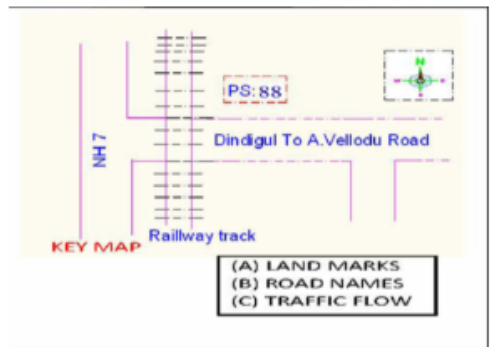 N
PS:88
Dindigul To A.Vellodu Road
NH 7
Raillway track
KEY MAP
(A) LAND MARKS
(B) ROAD NAMES
(C) TRAFFIC FLOW